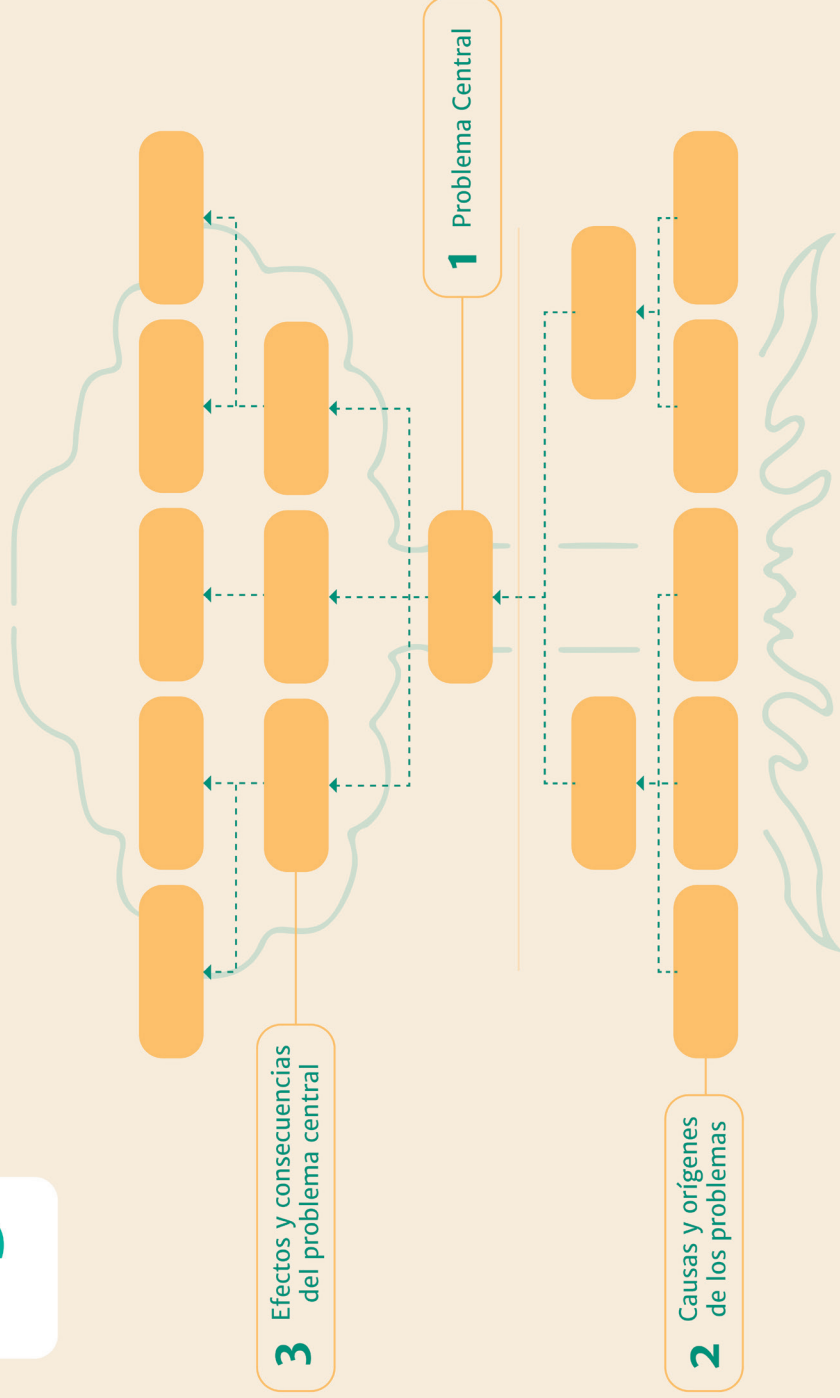 1 Problema Central
3 Efectos y consecuencias
del problema central
2 Causas y orígenes
de los problemas